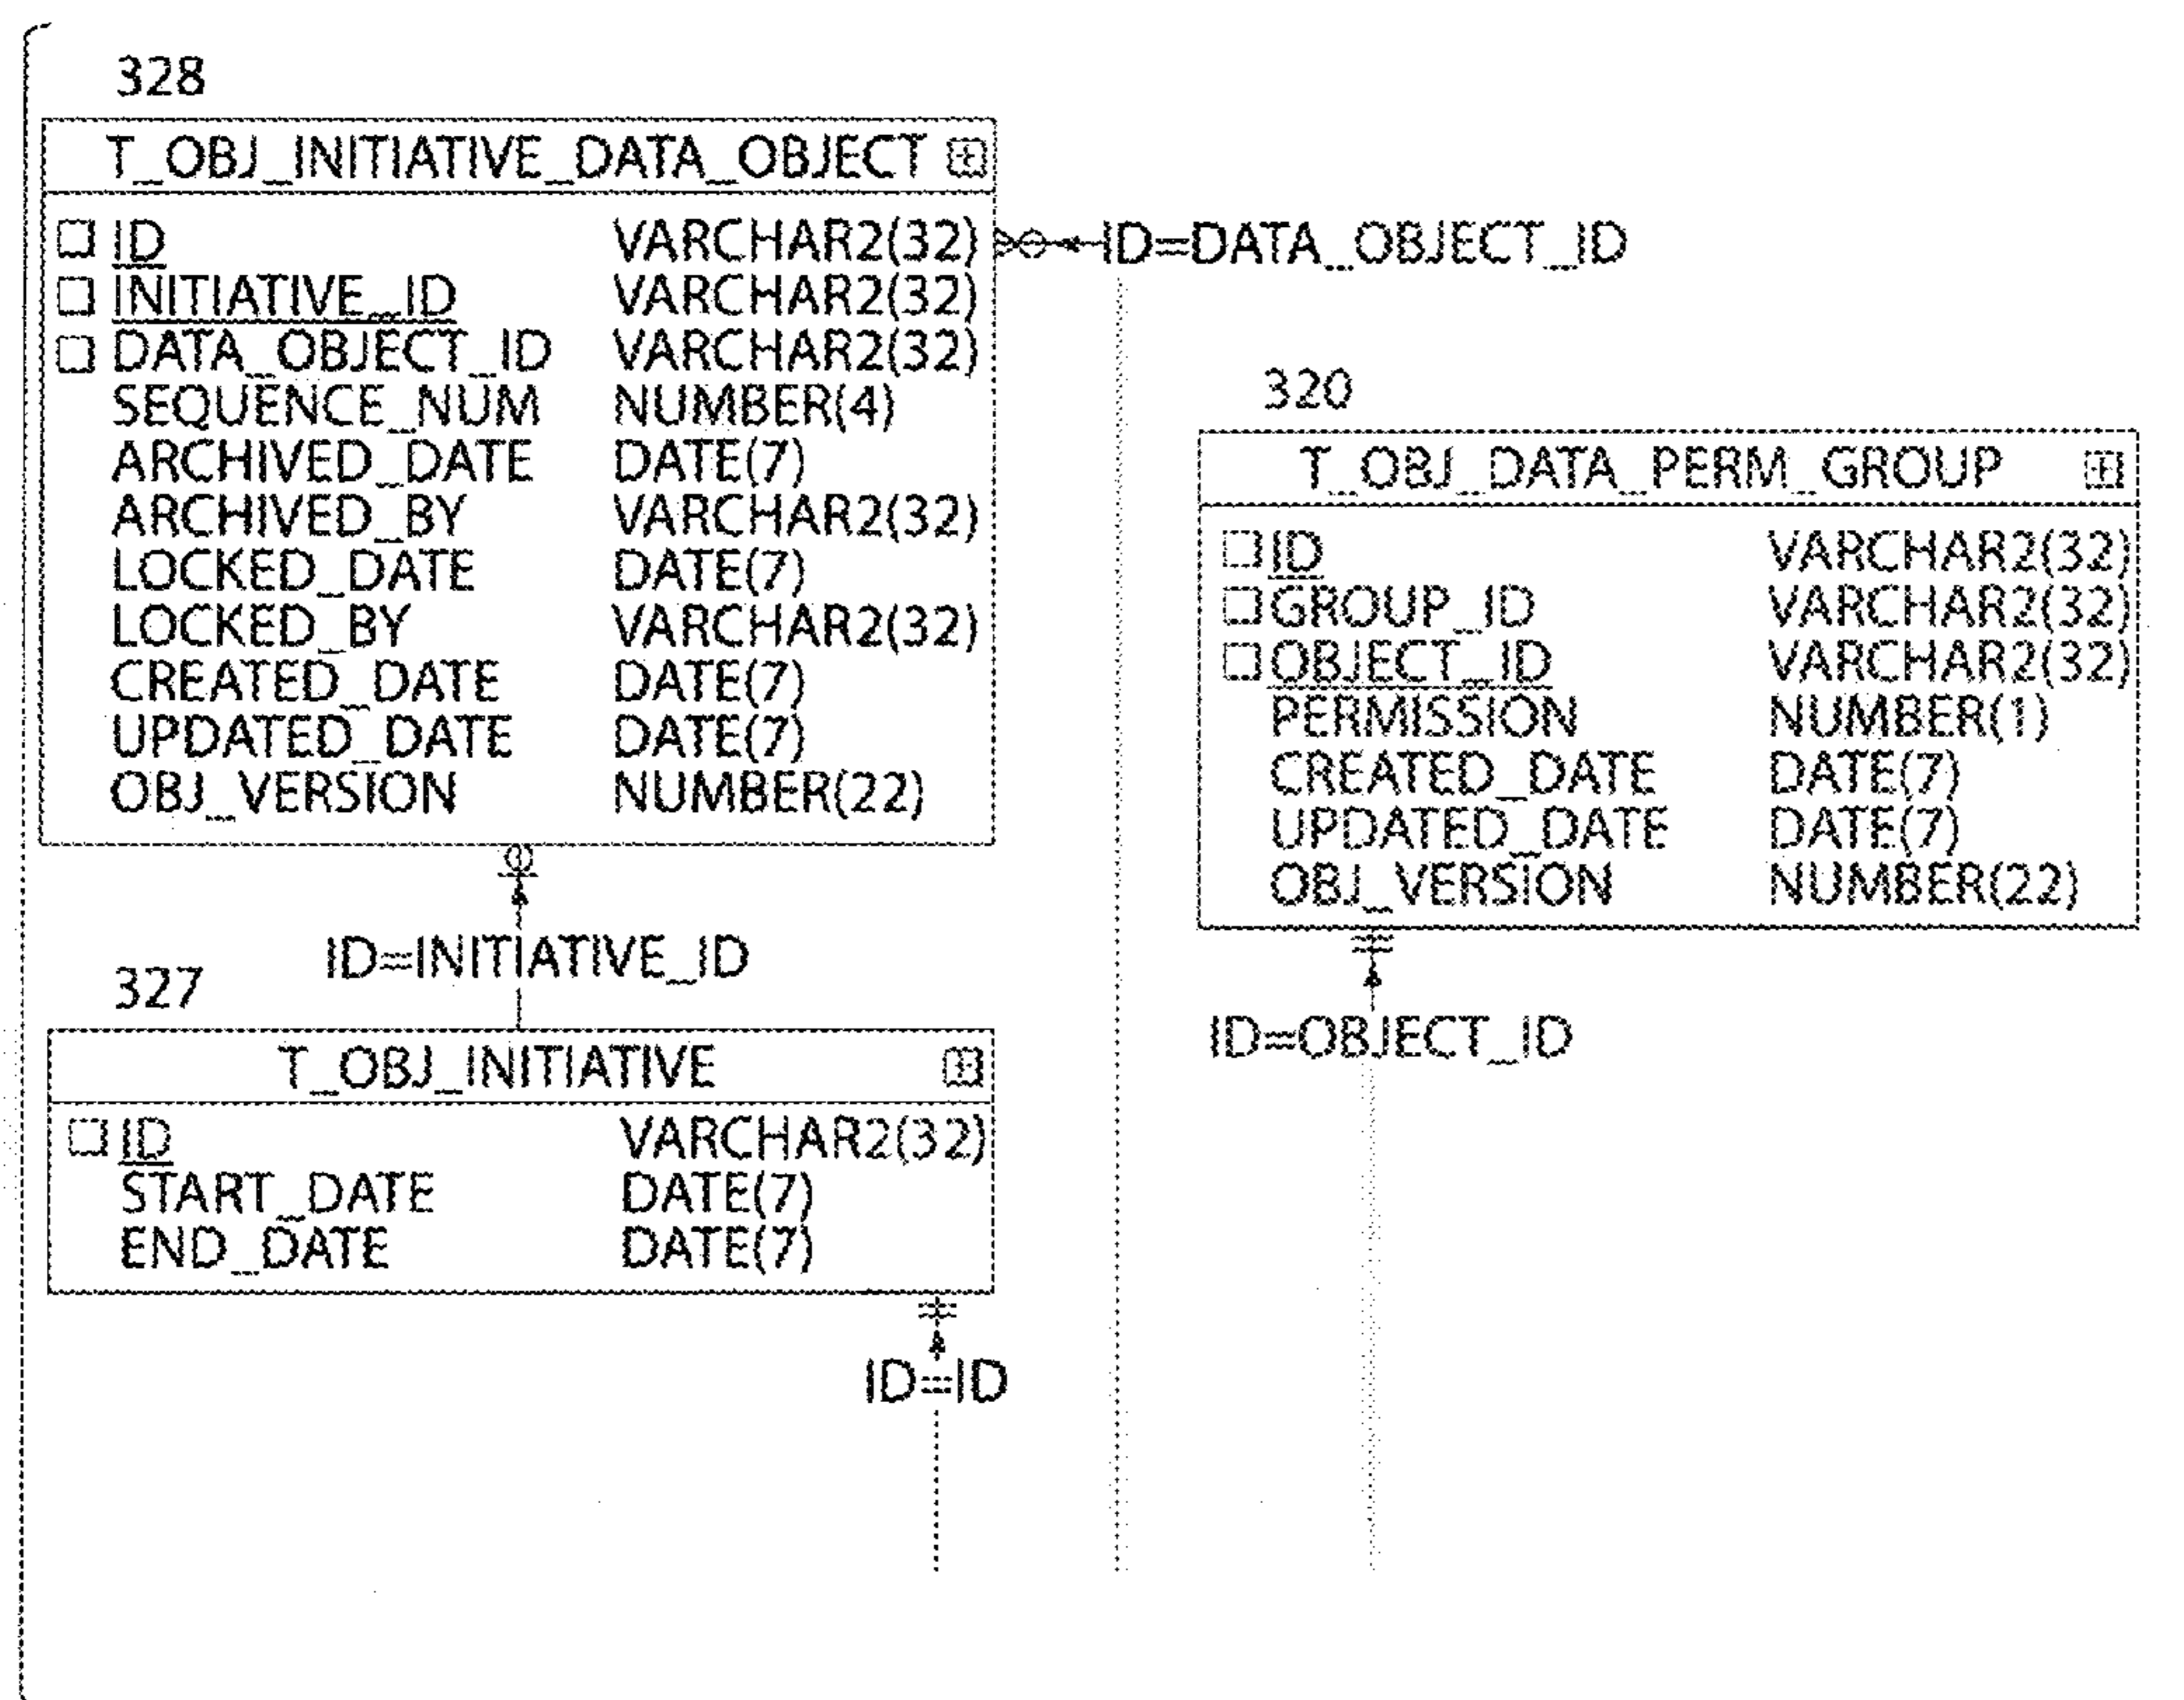 328
T_OBJ_INITIATIVE_DATA_OBJECT
ID VARCHAR2(32)
INITIATIVE_ID VARCHAR2(32)
DATA_OBJECT_ID VARCHAR2(32)
SEQUENCE_NUM NUMBER(4)
ARCHIVED_DATE DATE(7)
ARCHIVED_BY VARCHAR2(32)
LOCKED_DATE DATE(7)
LOCKED_BY VARCHAR2(32)
CREATED_DATE DATE(7)
UPDATED_DATE DATE(7)
OBJ_VERSION NUMBER(22)
ID=DATA_OBJECT_ID
320
T_OBJ_DATA_PERM_GROUP
ID VARCHAR2(32)
GROUP_ID VARCHAR2(32)
OBJECT_ID VARCHAR2(32)
PERMISSION NUMBER(1)
CREATED_DATE DATE(7)
UPDATED_DATE DATE(7)
OBJ_VERSION NUMBER(22)
ID=OBJECT_ID
ID=INITIATIVE_ID
327
T_OBJ_INITIATIVE
ID VARCHAR2(32)
START_DATE DATE(7)
END_DATE DATE(7)
ID=ID